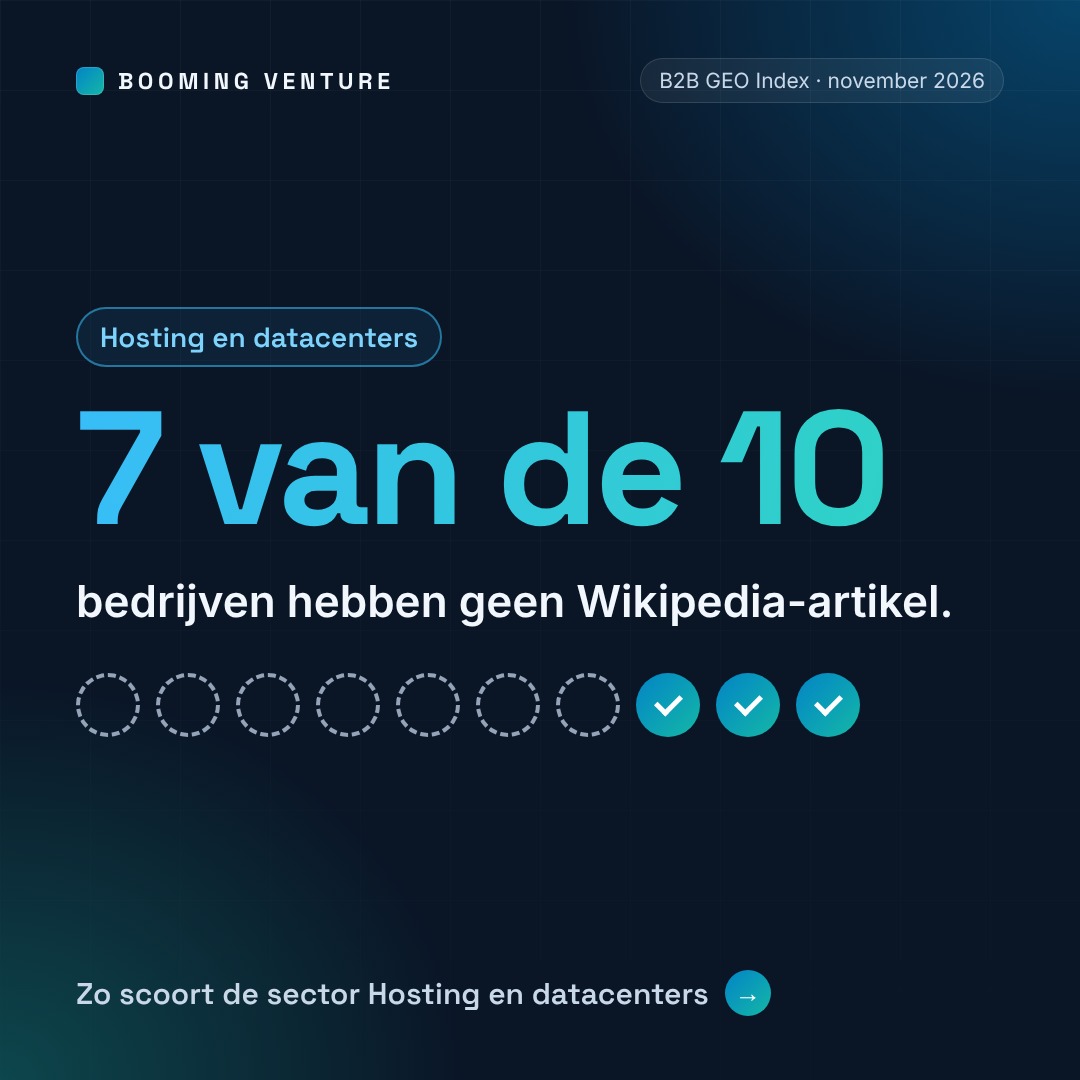 BOOMING VENTURE
B2B GEO Index · november 2026
Hosting en datacenters
7 van de 10
bedrijven hebben geen Wikipedia-artikel.
Zo scoort de sector Hosting en datacenters →